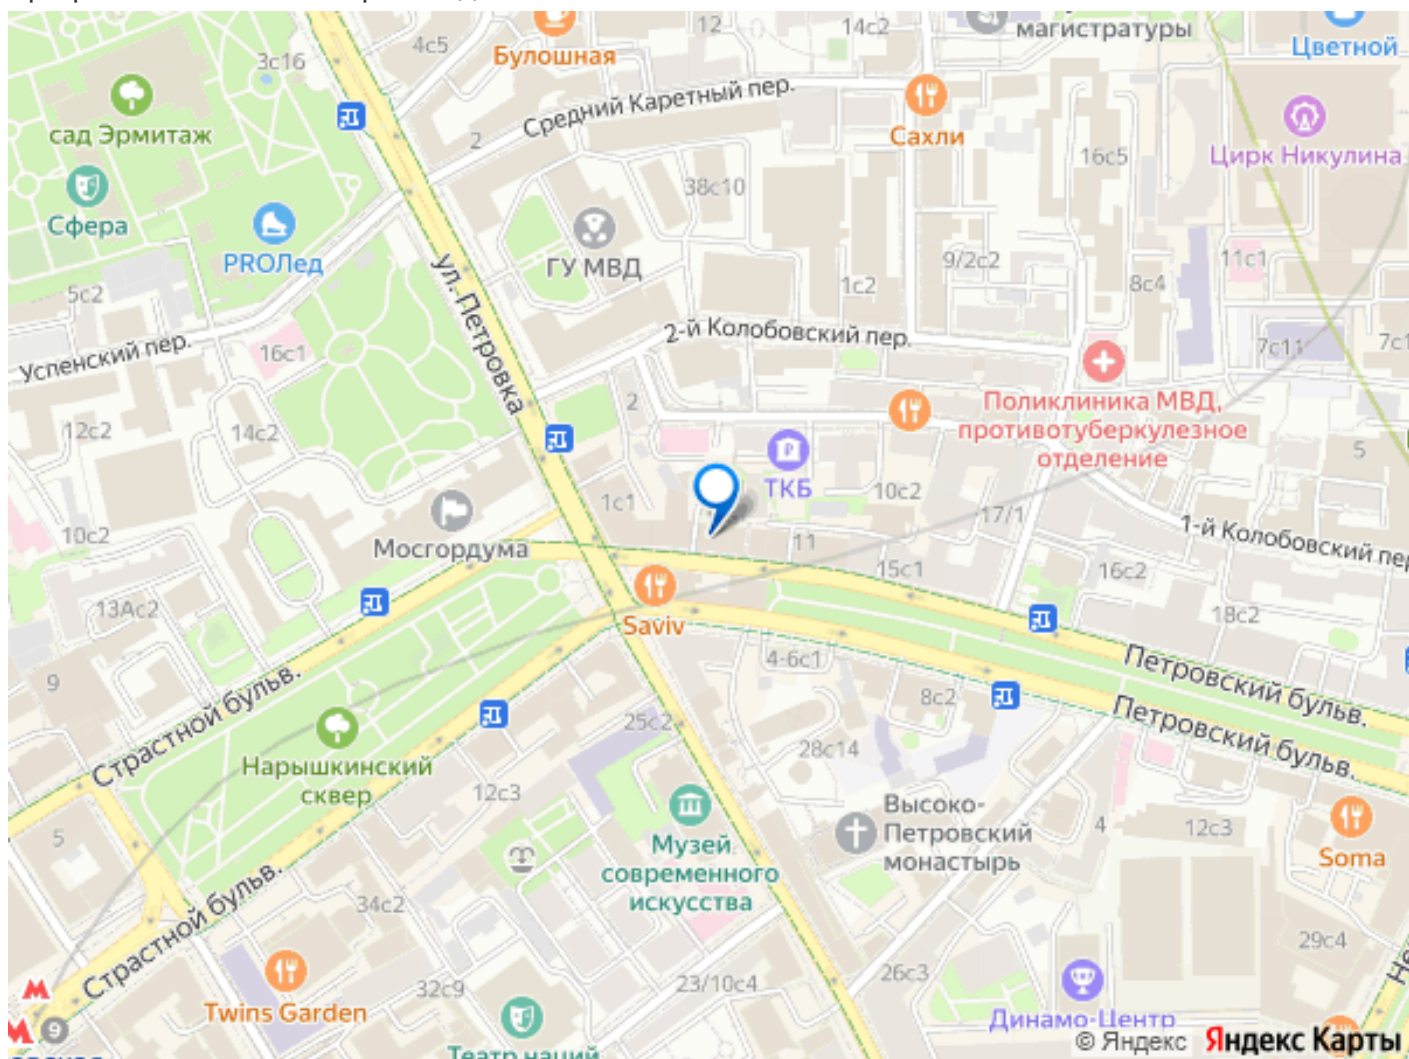 12
14с2
магистратуры
Цветной
4с5
Булошная
3с16
Средний Каретный пер.
сад Эрмитаж
2
Сахли
16с5
Цирк Никулина
38с10
Сфера
PROЛед
ул. Петровка
ГУ МВД
9/2с2
11с1
5с2
1с2
8с4
Успенский пер.
16с1
2-й Колобовский пер.
7с11
7с1
2
Поликлиника МВД,
противотуберкулезное
отделение
12с2
14с2
5
P
ТКБ
10с2
1с1
17/1
10с2
Мосгордума
11
15с1
1-й Колобовский пер
16с2
13Ас2
18с2
Saviv
4-6с1
Петровский бульв.
9
Страстной бульв.
8с2
25с2
Петровский бульв.
28с14
Нарышкинский
сквер
12с3
Высоко-
Петровский
монастырь
5
Музей
современного
искусства
4
12с3
Soma
Страстной бульв.
34с2
29с4
Twins Garden
32с9
23/10с4
26с3
Не
9
Динамо-Центр
Театр наций
© Яндекс Яндекс Карты